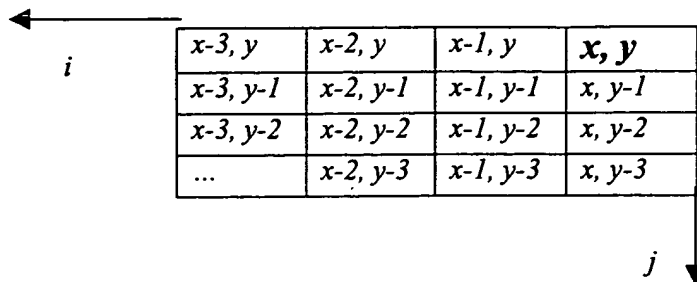 x-3, y x-2, y x-1, y x, y
i
x-3, y-1 x-2, y-1 x-1, y-1 x, y-1
x-3, y-2 x-2, y-2 x-1, y-2 x, y-2
... x-2, y-3 x-1, y-3 x, y-3
j